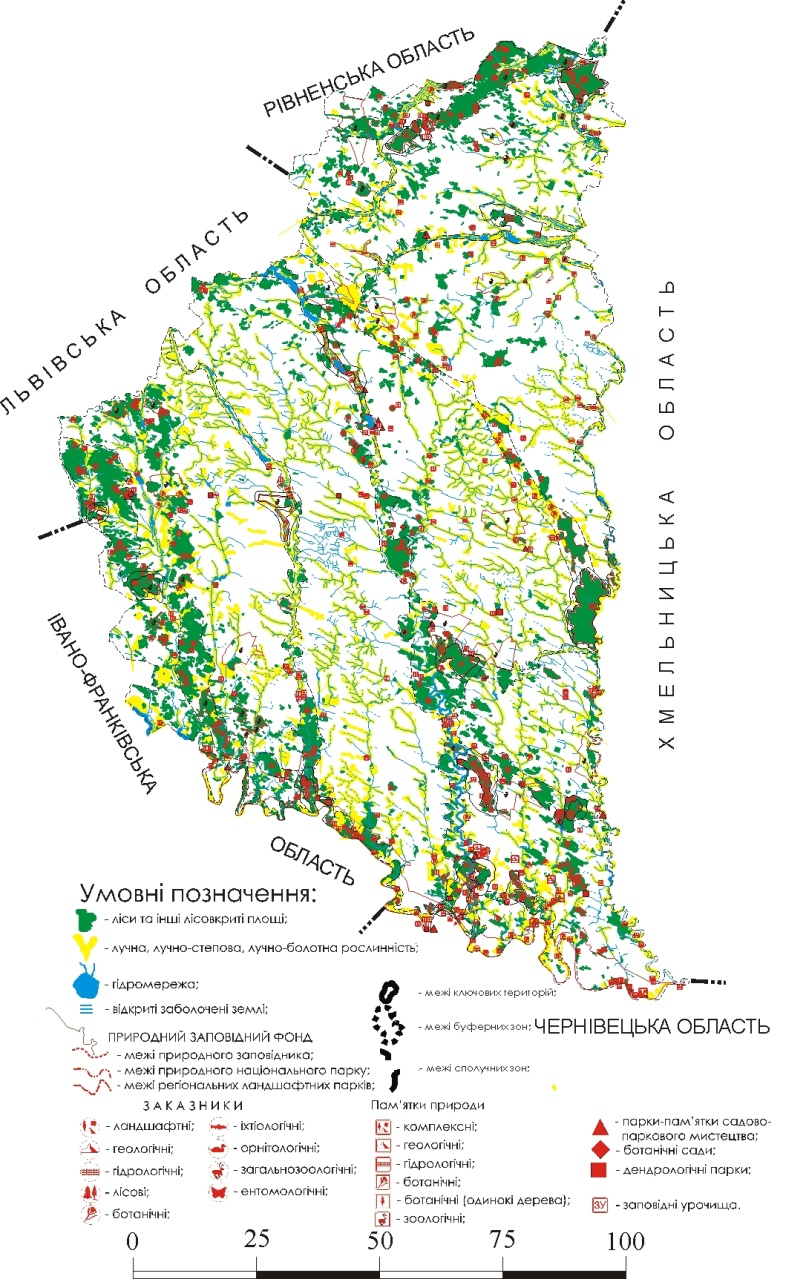 РІВНЕНСЬКА ОБЛАСТЬ
ЛЬВІВСЬКА ОБЛАСТЬ
ХМЕЛЬНИЦЬКА ОБЛАСТЬ
ІВАНО-ФРАНКІВСЬКА
ОБЛАСТЬ
ЧЕРНІВЕЦЬКА ОБЛАСТЬ
Умовні позначення:
- ліси та інші лісовкриті площі;
- лучна, лучно-степова, лучно-болотна рослинність;
- гідромережа;
- відкриті заболочені землі;
ПРИРОДНИЙ ЗАПОВІДНИЙ ФОНД
- межі природного заповідника;
- межі природного національного парку;
- межі регіональних ландшафтних парків;
- межі ключових територій;
- межі буферних зон;
- межі сполучних зон;
ЗАКАЗНИКИ
- ландшафтні;
- геологічні;
- гідрологічні;
- лісові;
- ботанічні;
- іхтіологічні;
- орнітологічні;
- загальнозоологічні;
- ентомологічні;
Пам'ятки природи
- комплексні;
- геологічні;
- гідрологічні;
- ботанічні;
- ботанічні (одинокі дерева);
- зоологічні;
- парки-пам'ятки садово-
паркового мистецтва;
- ботанічні сади;
- дендрологічні парки;
ЗУ - заповідні урочища.
0 25 50 75 100